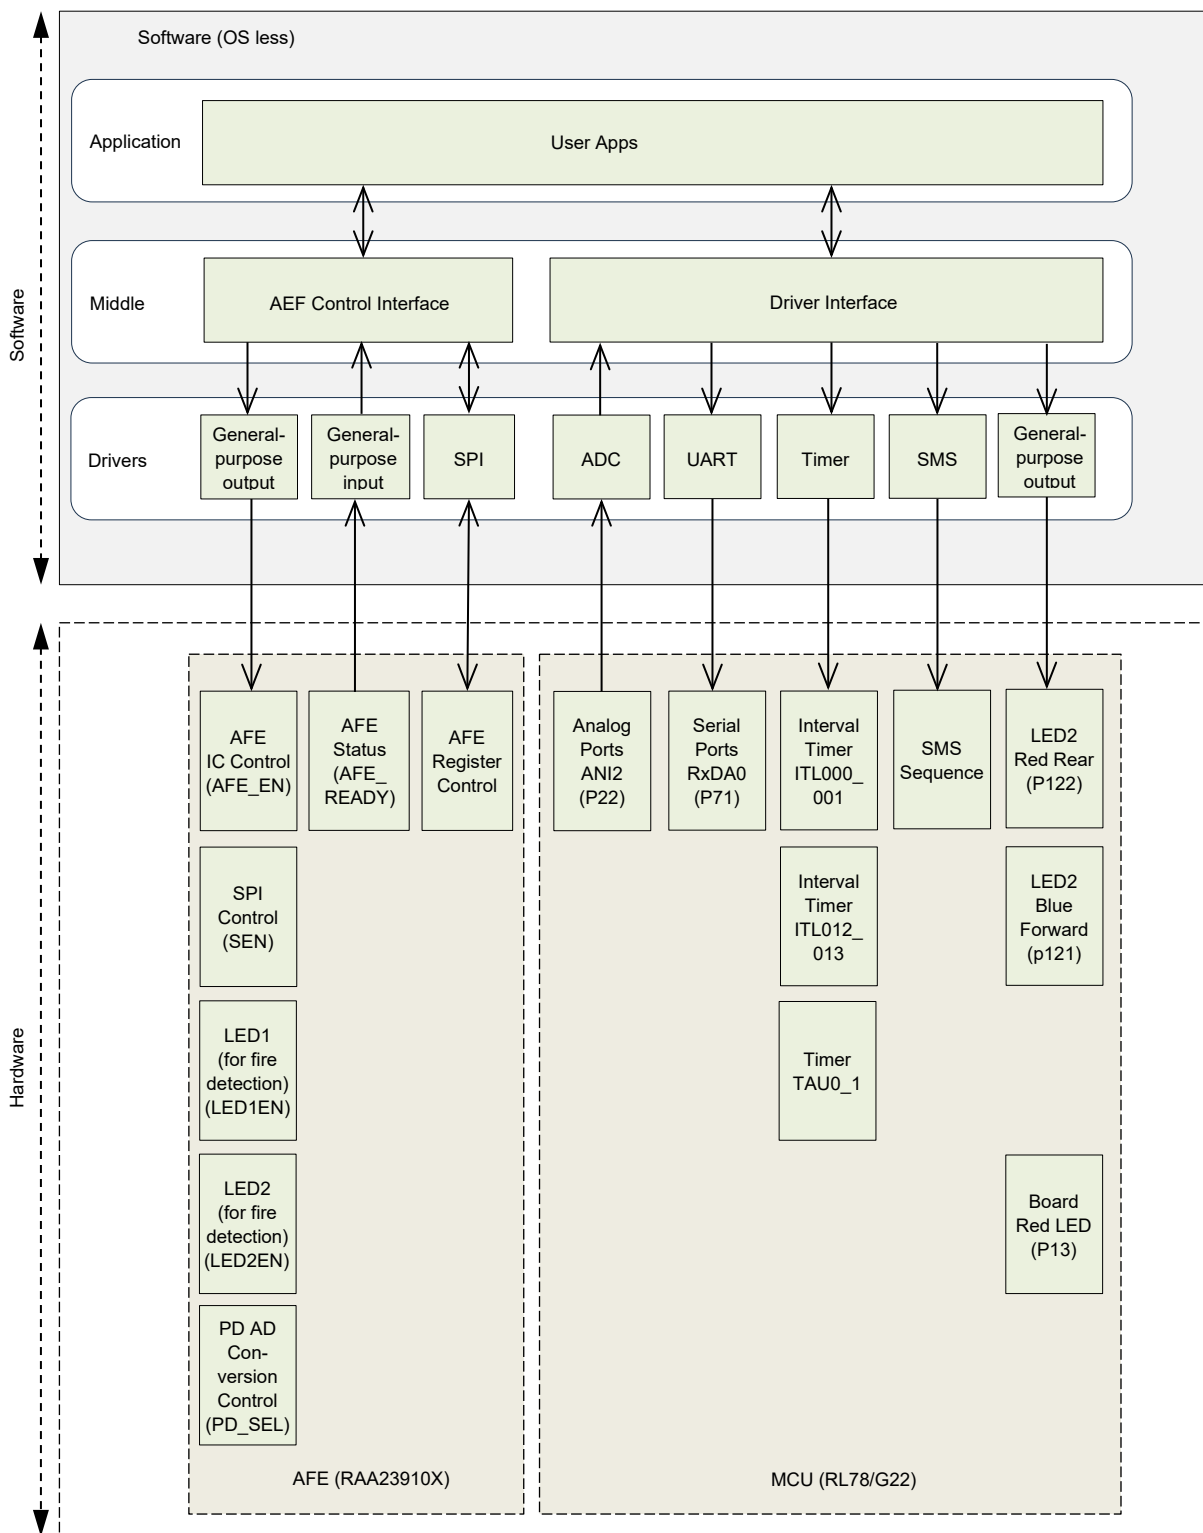 Software (OS less)
Application
User Apps
Middle
AEF Control Interface
Driver Interface
Software
Drivers
General-
purpose
output
General-
purpose
input
SPI
ADC
UART
Timer
SMS
General-
purpose
output
Hardware
AFE
IC Control
(AFE_EN)
AFE
Status
(AFE_
READY)
AFE
Register
Control
Analog
Ports
ANI2
(P22)
Serial
Ports
RxDA0
(P71)
Interval
Timer
ITL000_
001
SMS
Sequence
LED2
Red Rear
(P122)
SPI
Control
(SEN)
Interval
Timer
ITL012_
013
LED2
Blue
Forward
(p121)
LED1
(for fire
detection)
(LED1EN)
Timer
TAU0_1
LED2
(for fire
detection)
(LED2EN)
Board
Red LED
(P13)
PD AD
Con-
version
Control
(PD_SEL)
AFE (RAA23910X)
MCU (RL78/G22)